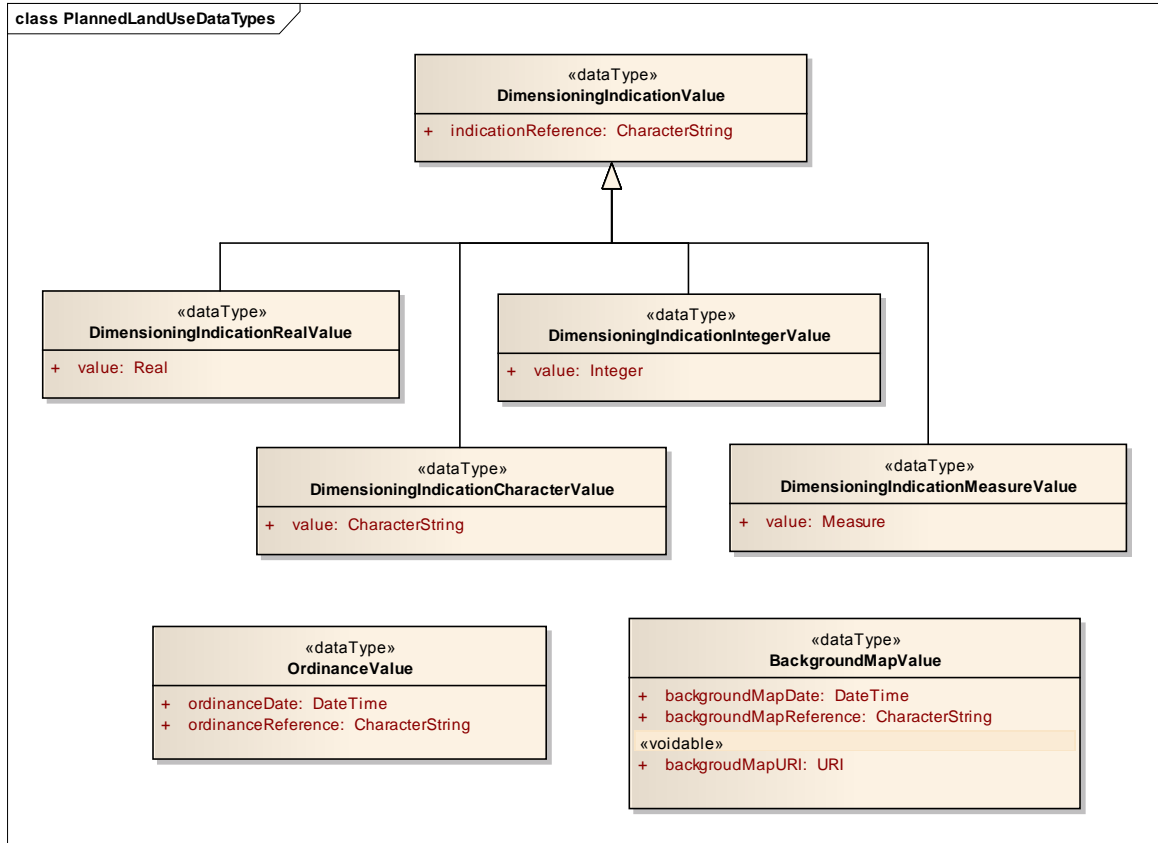 class PlannedLandUseDataTypes
«dataType»
DimensioningIndicationValue
+ indicationReference: CharacterString
«dataType»
DimensioningIndicationRealValue
+ value: Real
«dataType»
DimensioningIndicationIntegerValue
+ value: Integer
«dataType»
DimensioningIndicationCharacterValue
+ value: CharacterString
«dataType»
DimensioningIndicationMeasureValue
+ value: Measure
«dataType»
OrdinanceValue
+ ordinanceDate: DateTime
+ ordinanceReference: CharacterString
«dataType»
BackgroundMapValue
+ backgroundMapDate: DateTime
+ backgroundMapReference: CharacterString
«voidable»
+ backgroudMapURI: URI